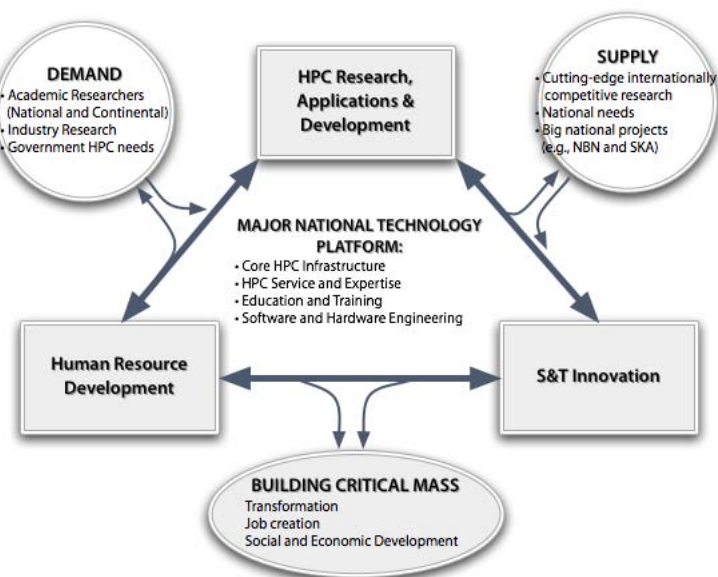 DEMAND
• Academic Researchers
(National and Continental)
• Industry Research
• Government HPC needs
HPC Research,
Applications &
Development
SUPPLY
• Cutting-edge internationally
competitive research
• National needs
• Big national projects
(e.g., NBN and SKA)
MAJOR NATIONAL TECHNOLOGY
PLATFORM:
• Core HPC Infrastructure
• HPC Service and Expertise
• Education and Training
• Software and Hardware Engineering
Human Resource
Development
S&T Innovation
BUILDING CRITICAL MASS
Transformation
Job creation
Social and Economic Development